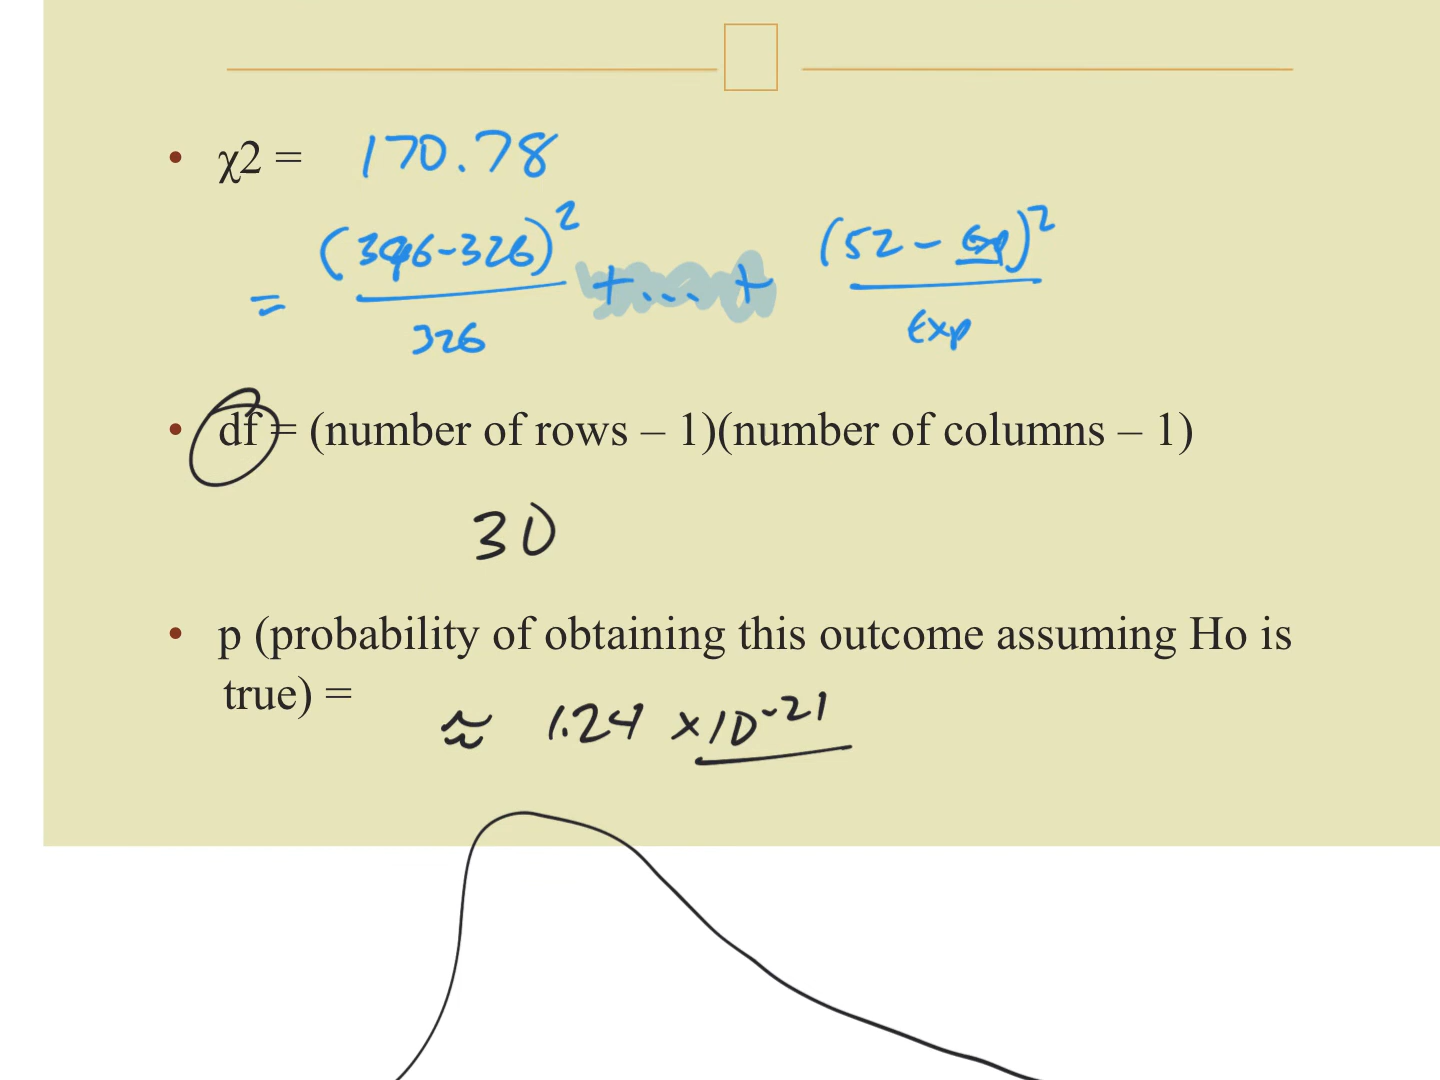 • χ2 = 170.78
= (396-326)² / 326 + ... + (52 - Exp)² / Exp
• df = (number of rows – 1)(number of columns – 1)
30
• p (probability of obtaining this outcome assuming Ho is
true) =
≈ 1.24 ×10⁻²¹